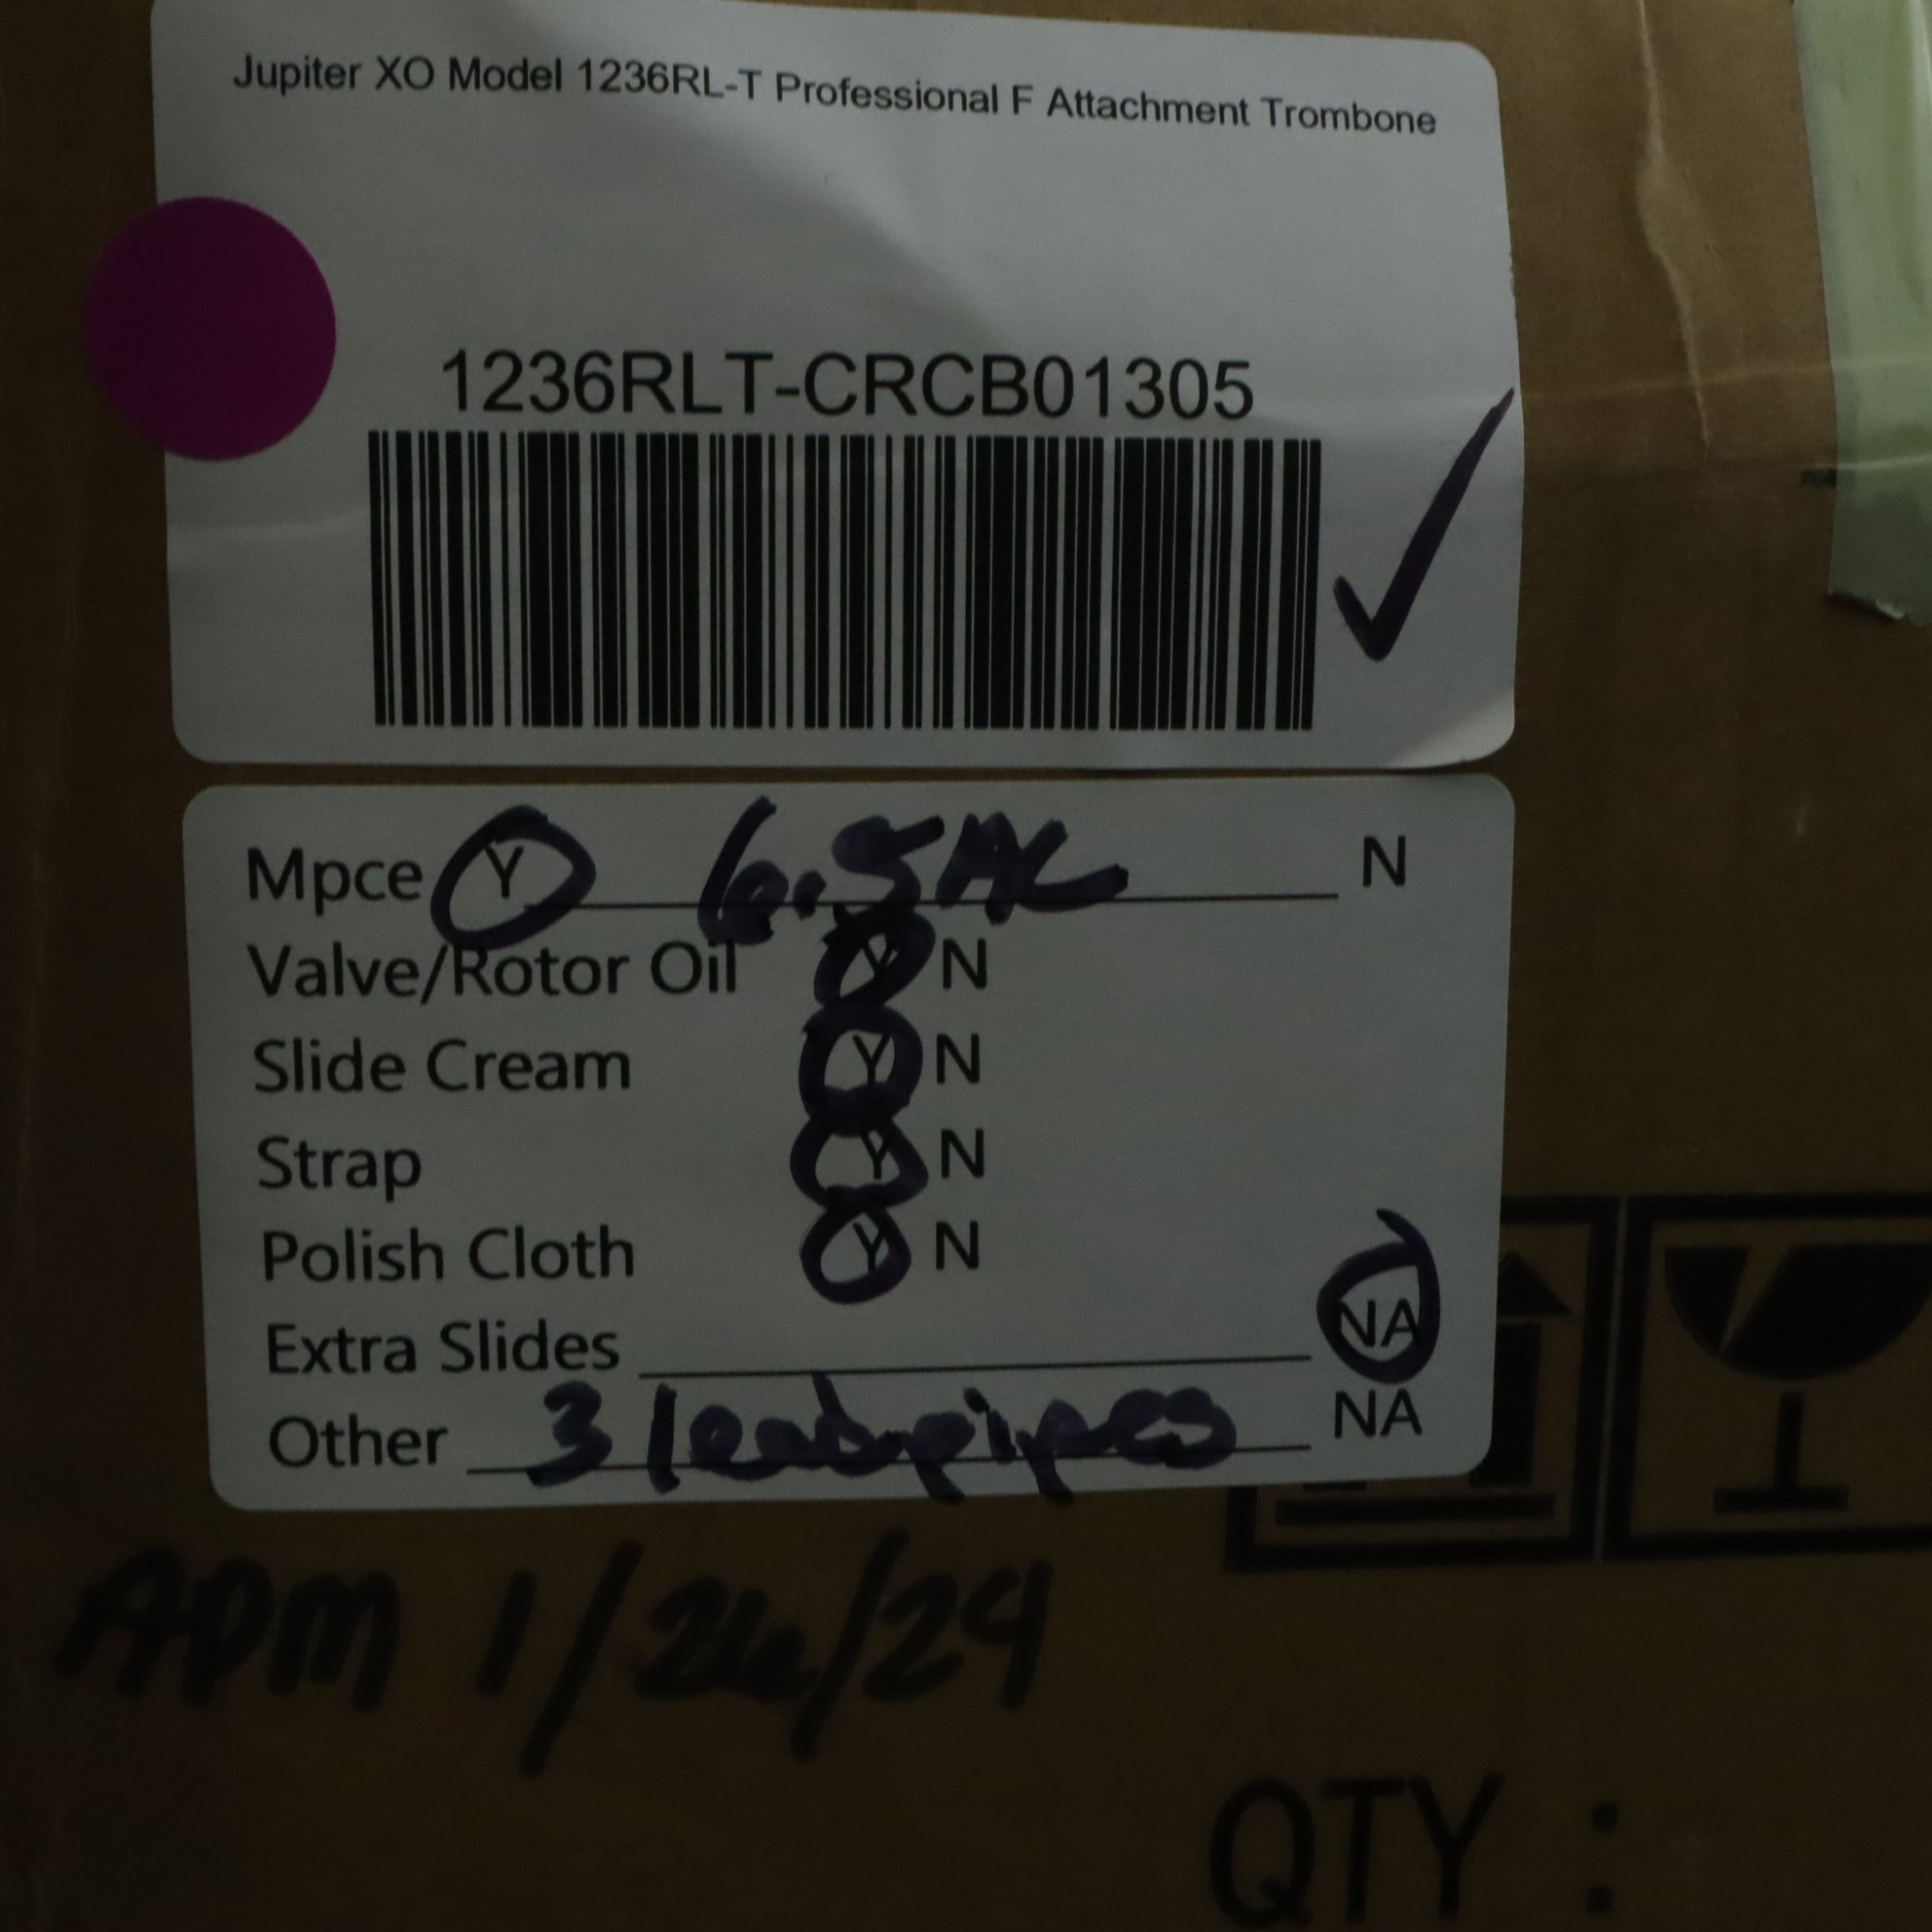 Jupiter XO Model 1236RL-T Professional F Attachment Trombone
1236RLT-CRCB01305
Mpce Y 6.5AL N
Valve/Rotor Oil Y N
Slide Cream Y N
Strap Y N
Polish Cloth Y N
Extra Slides NA
Other 3 leadpipes NA
APM 1/26/24
QTY :